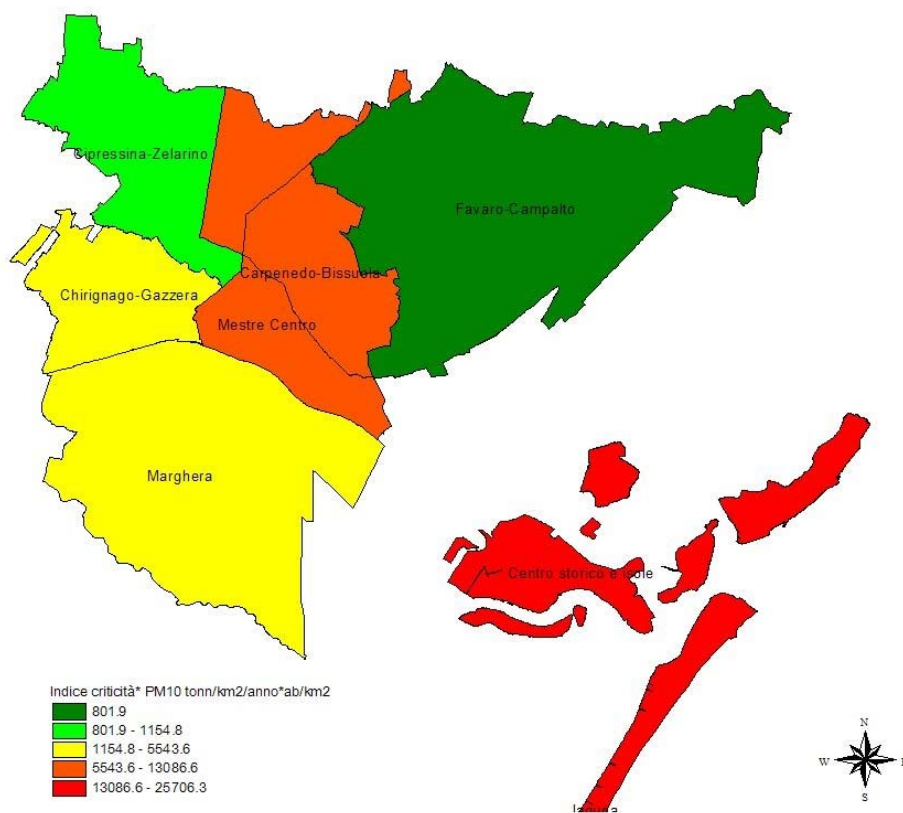 Cipressina-Zelarino
Favaro-Campalto
Carpenedo-Bissuola
Chirignago-Gazzera
Mestre Centro
Marghera
Centro storico e isole
Indice criticità* PM10 tonn/km2/anno*ab/km2
801.9
801.9 - 1154.8
1154.8 - 5543.6
5543.6 - 13086.6
13086.6 - 25706.3
N
W
E
S
laguna